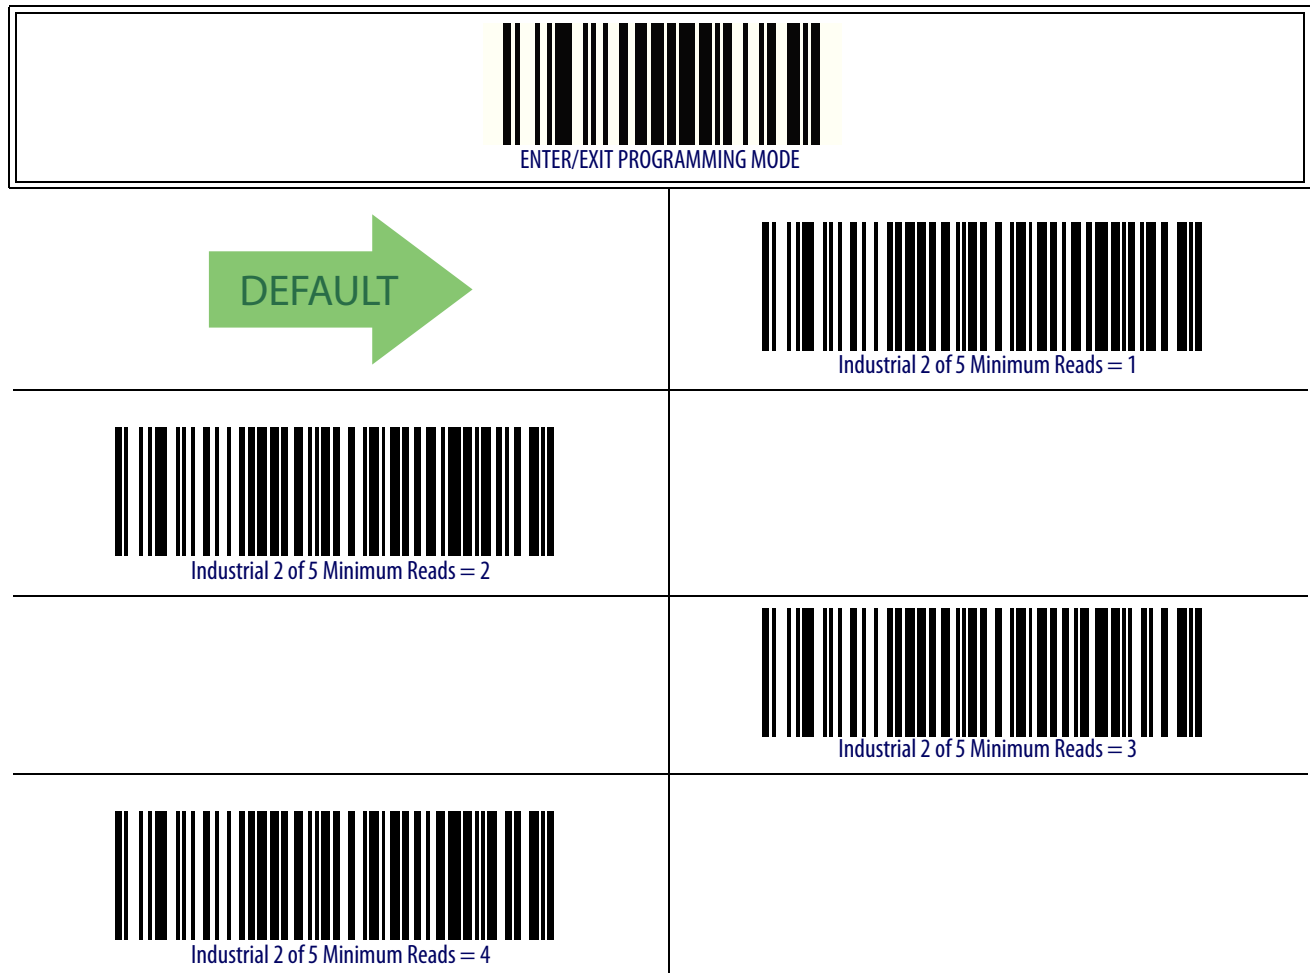 ENTER/EXIT PROGRAMMING MODE
DEFAULT
Industrial 2 of 5 Minimum Reads = 1
Industrial 2 of 5 Minimum Reads = 2
Industrial 2 of 5 Minimum Reads = 3
Industrial 2 of 5 Minimum Reads = 4